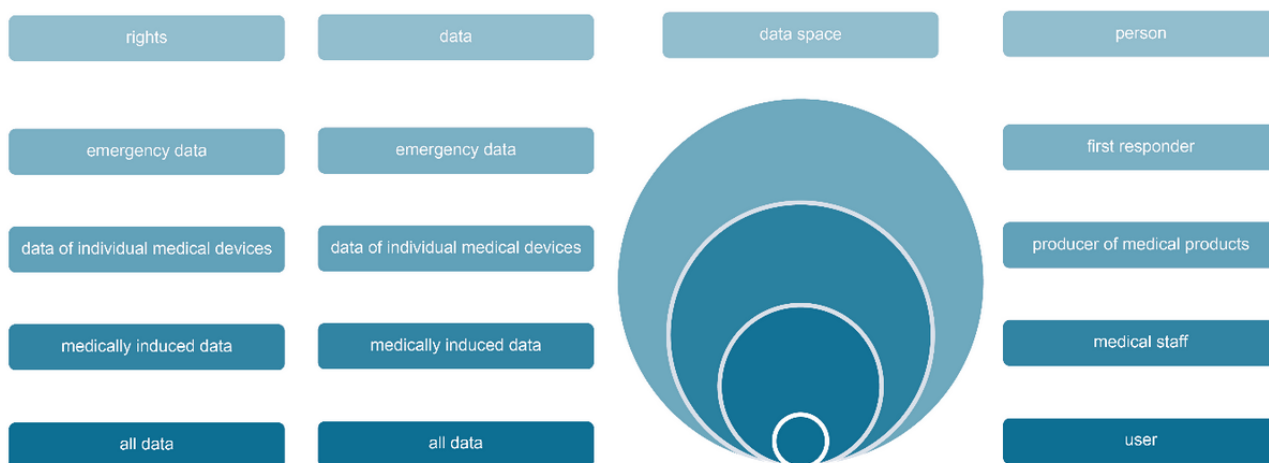 rights
data
data space
person
emergency data
emergency data
first responder
data of individual medical devices
data of individual medical devices
producer of medical products
medically induced data
medically induced data
medical staff
all data
all data
user